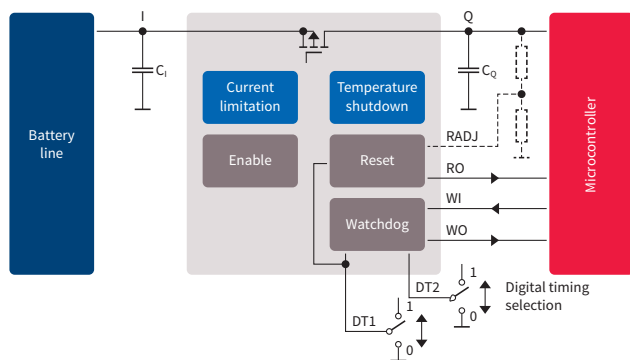 I
Q
C_I
C_Q
Current
limitation
Temperature
shutdown
Battery
line
Microcontroller
Enable
Reset
RADJ
RO
WI
Watchdog
WO
DT2
1
0
Digital timing
selection
DT1
1
0